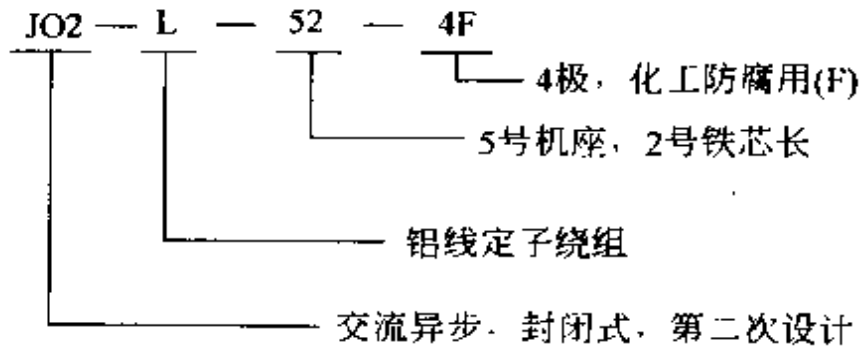 JO2 — L — 52 — 4F
4极，化工防腐用(F)
5号机座，2号铁芯长
铝线定子绕组
交流异步．封闭式，第二次设计